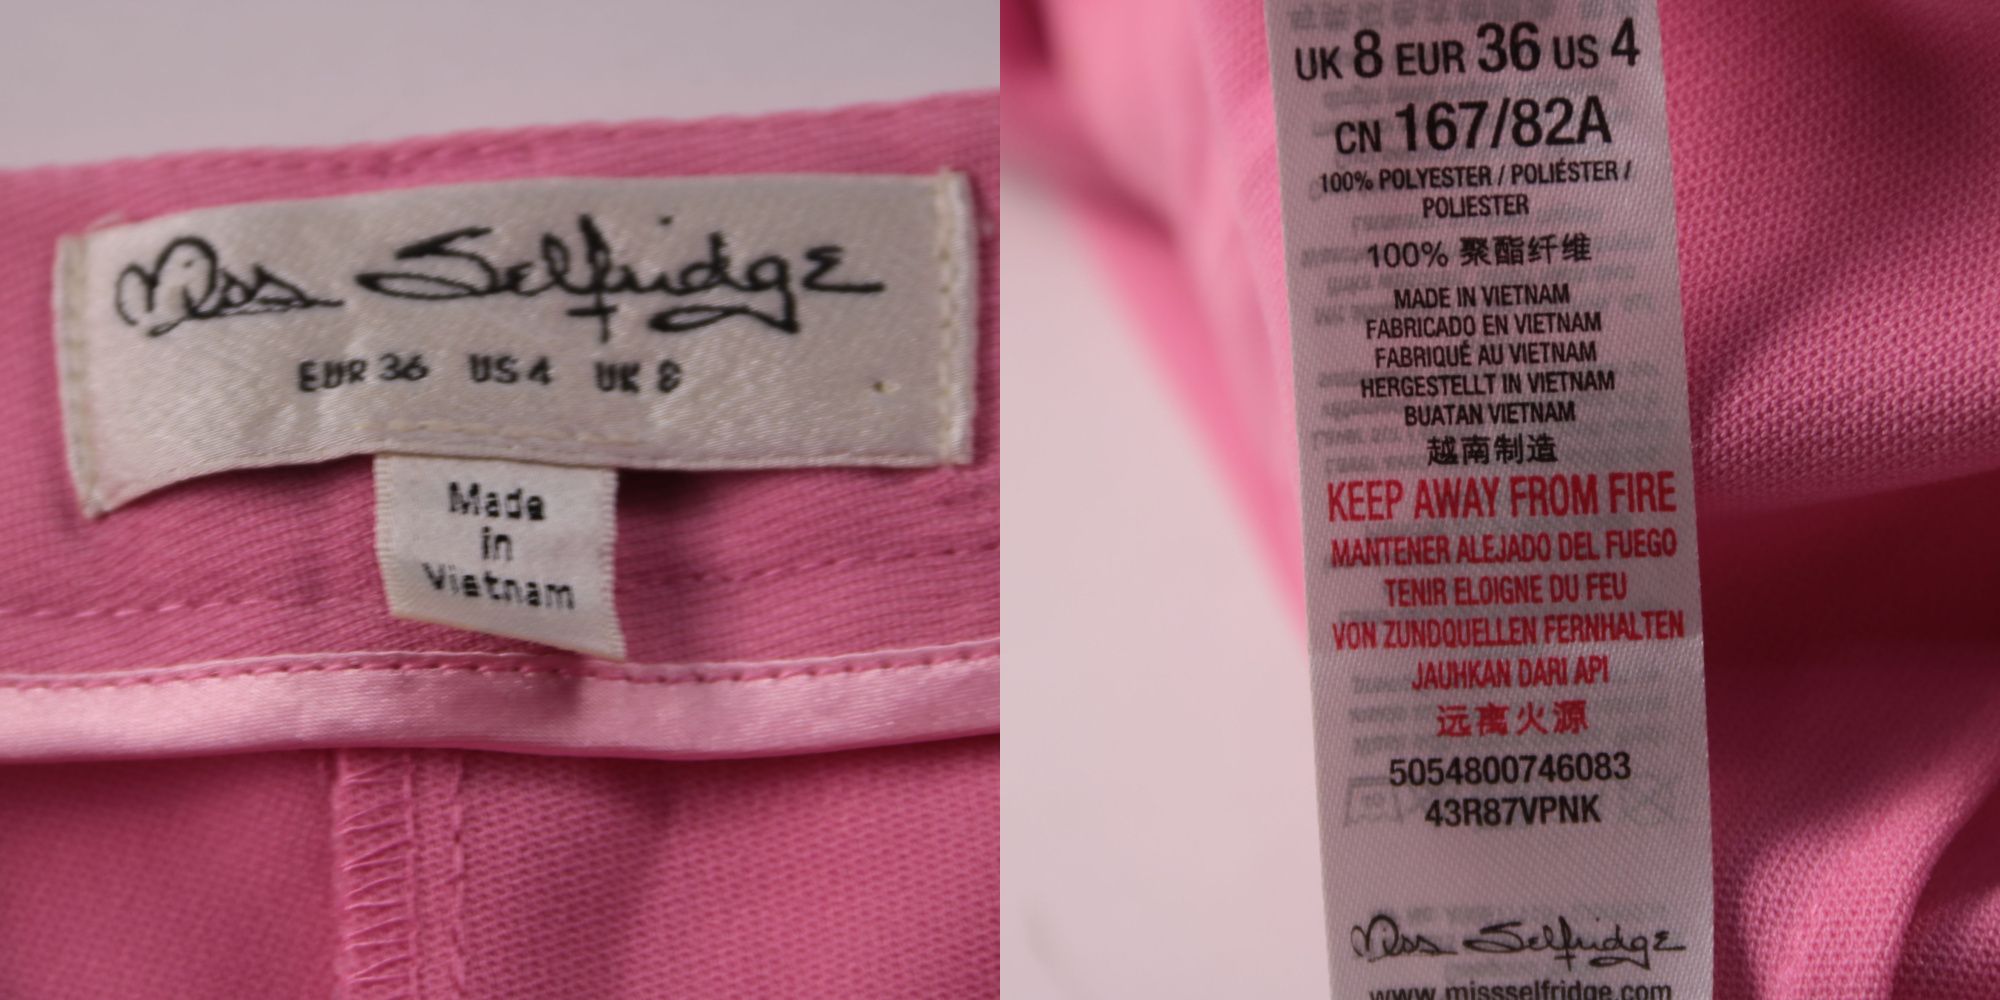 Miss Selfridge
EUR 36 US 4 UK 8
Made
in
Vietnam
UK 8 EUR 36 US 4
CN 167/82A
100% POLYESTER / POLIÉSTER /
POLIESTER
100% 聚酯纤维
MADE IN VIETNAM
FABRICADO EN VIETNAM
FABRIQUÉ AU VIETNAM
HERGESTELLT IN VIETNAM
BUATAN VIETNAM
越南制造
KEEP AWAY FROM FIRE
MANTENER ALEJADO DEL FUEGO
TENIR ELOIGNE DU FEU
VON ZUNDQUELLEN FERNHALTEN
JAUHKAN DARI API
远离火源
5054800746083
43R87VPNK
Miss Selfridge
www.missselfridge.com